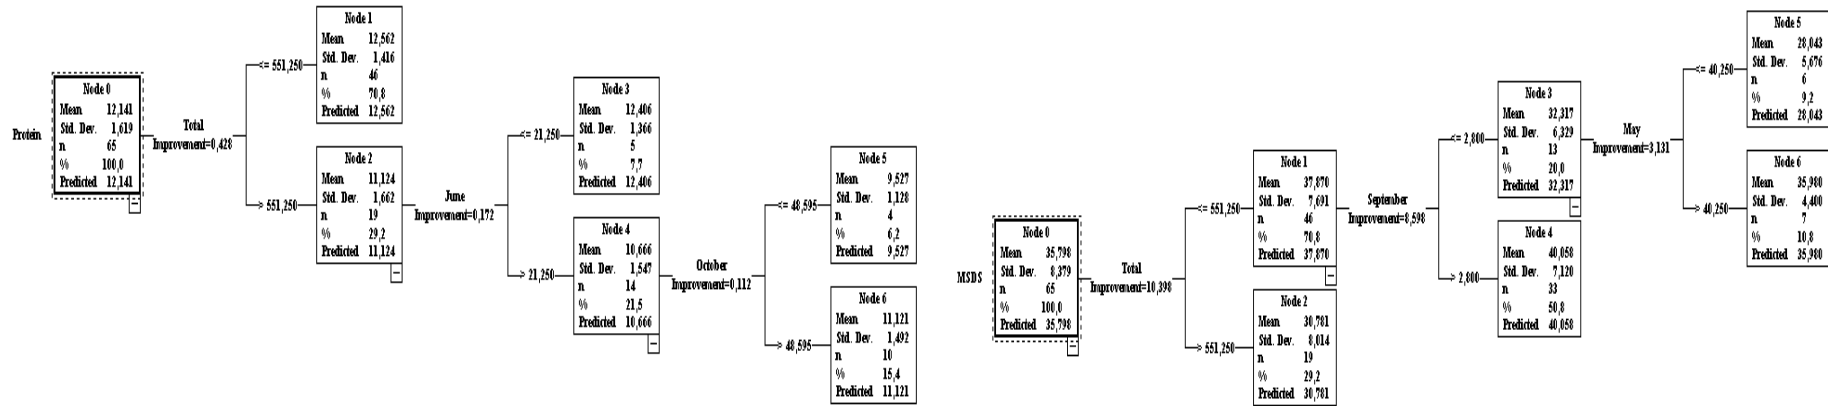 Protein
Node 0
Mean 12,141
Std. Dev. 1,619
n 65
% 100,0
Predicted 12,141
Total
Improvement=0,428
<= 551,250
Node 1
Mean 12,562
Std. Dev. 1,416
n 46
% 70,8
Predicted 12,562
> 551,250
Node 2
Mean 11,124
Std. Dev. 1,662
n 19
% 29,2
Predicted 11,124
June
Improvement=0,172
<= 21,250
Node 3
Mean 12,406
Std. Dev. 1,366
n 5
% 7,7
Predicted 12,406
> 21,250
Node 4
Mean 10,666
Std. Dev. 1,547
n 14
% 21,5
Predicted 10,666
October
Improvement=0,112
<= 48,595
Node 5
Mean 9,527
Std. Dev. 1,128
n 4
% 6,2
Predicted 9,527
> 48,595
Node 6
Mean 11,121
Std. Dev. 1,492
n 10
% 15,4
Predicted 11,121
MSDS
Node 0
Mean 35,798
Std. Dev. 8,379
n 65
% 100,0
Predicted 35,798
Total
Improvement=10,398
<= 551,250
Node 1
Mean 37,870
Std. Dev. 7,691
n 46
% 70,8
Predicted 37,870
> 551,250
Node 2
Mean 30,781
Std. Dev. 8,014
n 19
% 29,2
Predicted 30,781
September
Improvement=8,598
<= 2,800
Node 3
Mean 32,317
Std. Dev. 6,329
n 13
% 20,0
Predicted 32,317
> 2,800
Node 4
Mean 40,058
Std. Dev. 7,120
n 33
% 50,8
Predicted 40,058
May
Improvement=3,131
<= 40,250
Node 5
Mean 28,043
Std. Dev. 5,676
n 6
% 9,2
Predicted 28,043
> 40,250
Node 6
Mean 35,980
Std. Dev. 4,400
n 7
% 10,8
Predicted 35,980